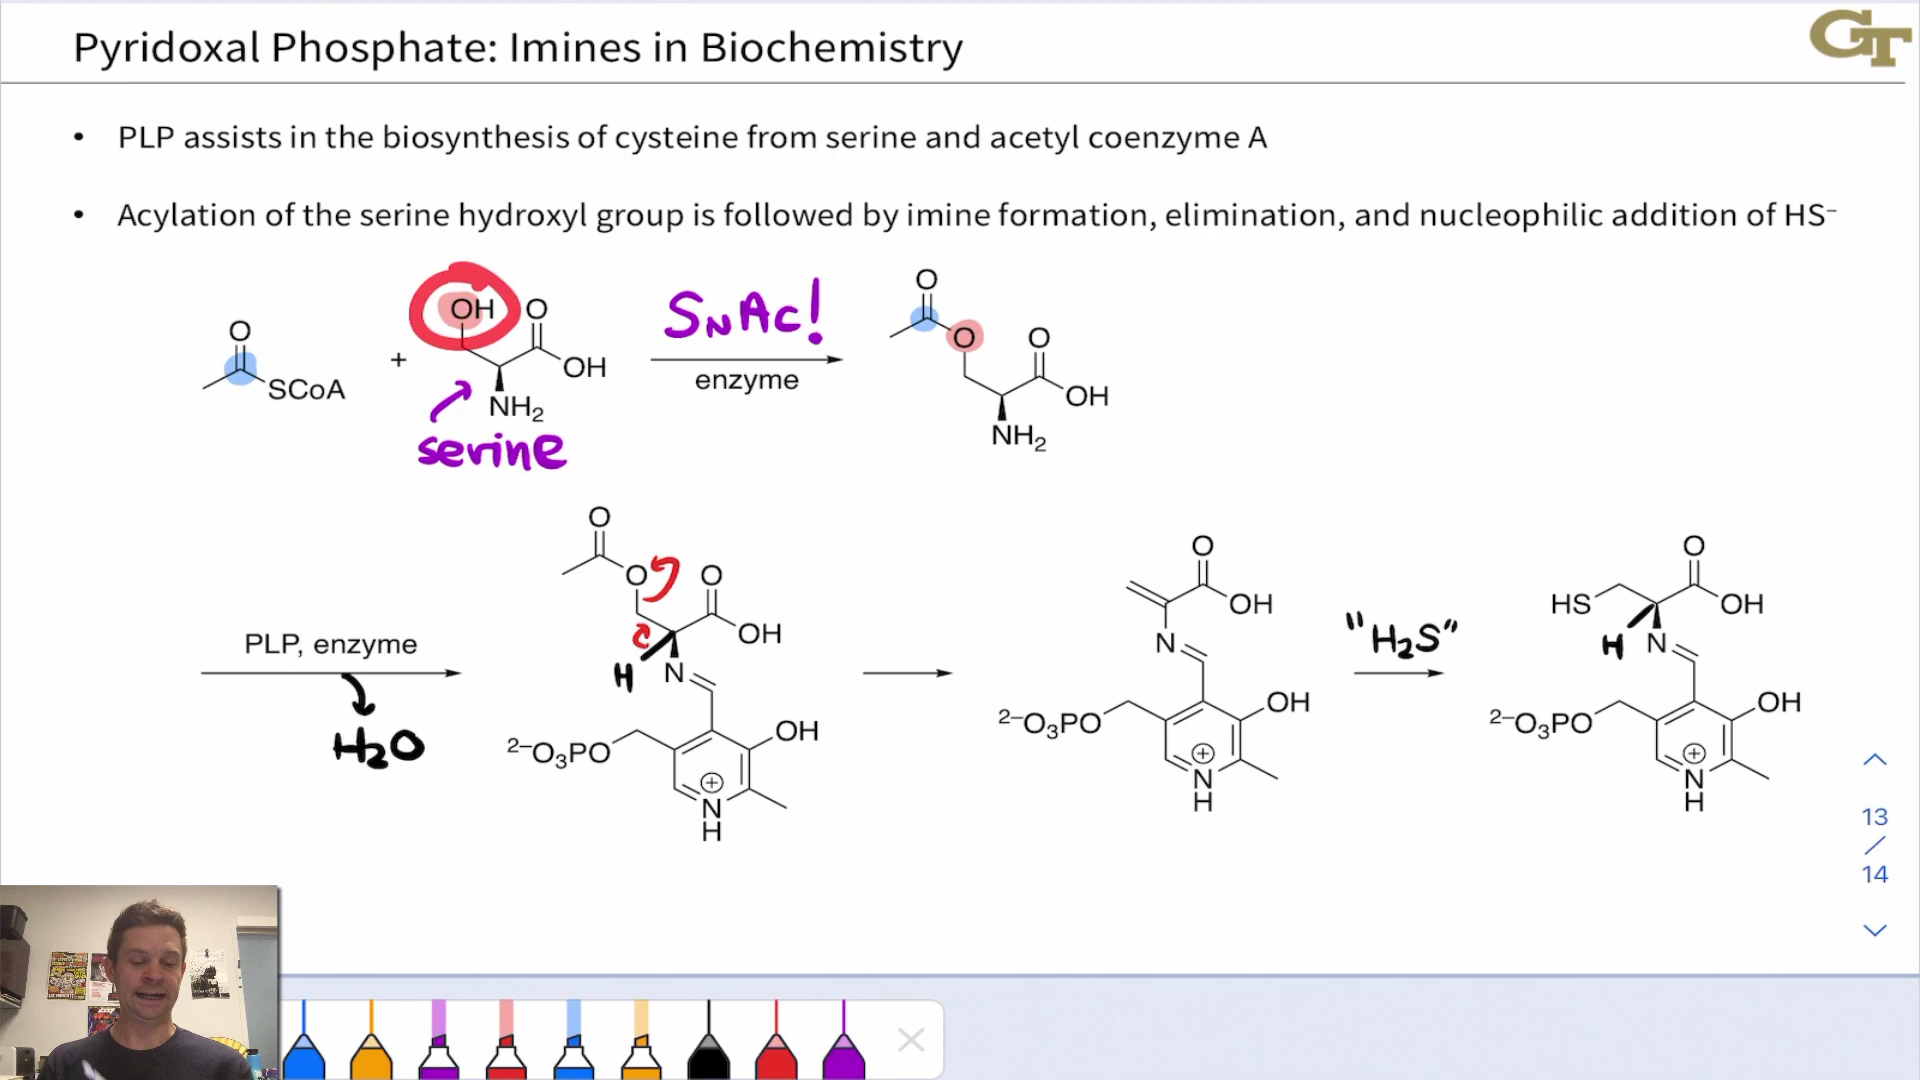 Pyridoxal Phosphate: Imines in Biochemistry
GT
• PLP assists in the biosynthesis of cysteine from serine and acetyl coenzyme A
• Acylation of the serine hydroxyl group is followed by imine formation, elimination, and nucleophilic addition of HS⁻
O
SCoA
+
OH
O
OH
NH₂
serine
SNAc!
enzyme
O
O
O
OH
NH₂
PLP, enzyme
H₂O
O
O
O
OH
H
N
²⁻O₃PO
OH
⊕
N
H
O
OH
N
²⁻O₃PO
OH
⊕
N
H
"H₂S"
O
HS
OH
H
N
²⁻O₃PO
OH
⊕
N
H
13
/
14